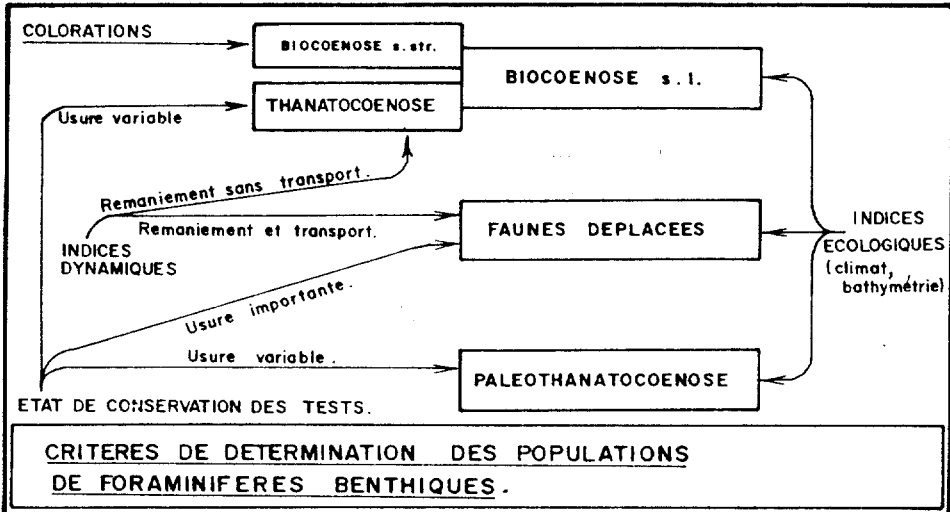 COLORATIONS
BIOCOENOSE s.str.
BIOCOENOSE s.l.
THANATOCOENOSE
Usure variable
Remaniement sans transport.
Remaniement et transport.
INDICES
DYNAMIQUES
FAUNES DEPLACEES
INDICES
ECOLOGIQUES
(climat,
bathymétrie)
Usure importante.
Usure variable.
PALEOTHANATOCOENOSE
ETAT DE CONSERVATION DES TESTS.
CRITERES DE DETERMINATION DES POPULATIONS
DE FORAMINIFERES BENTHIQUES.